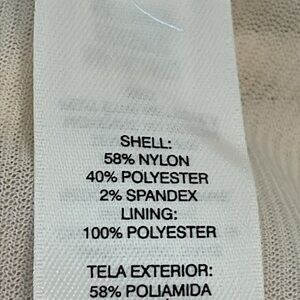 SHELL:
58% NYLON
40% POLYESTER
2% SPANDEX
LINING:
100% POLYESTER
TELA EXTERIOR:
58% POLIAMIDA